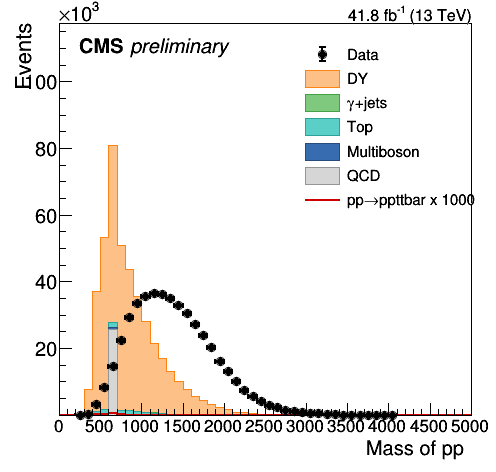 ×10³
41.8 fb⁻¹ (13 TeV)
Events
CMS preliminary
Data
DY
γ+jets
Top
Multiboson
QCD
pp→ppttbar x 1000
100
80
60
40
20
0 500 1000 1500 2000 2500 3000 3500 4000 4500 5000
Mass of pp